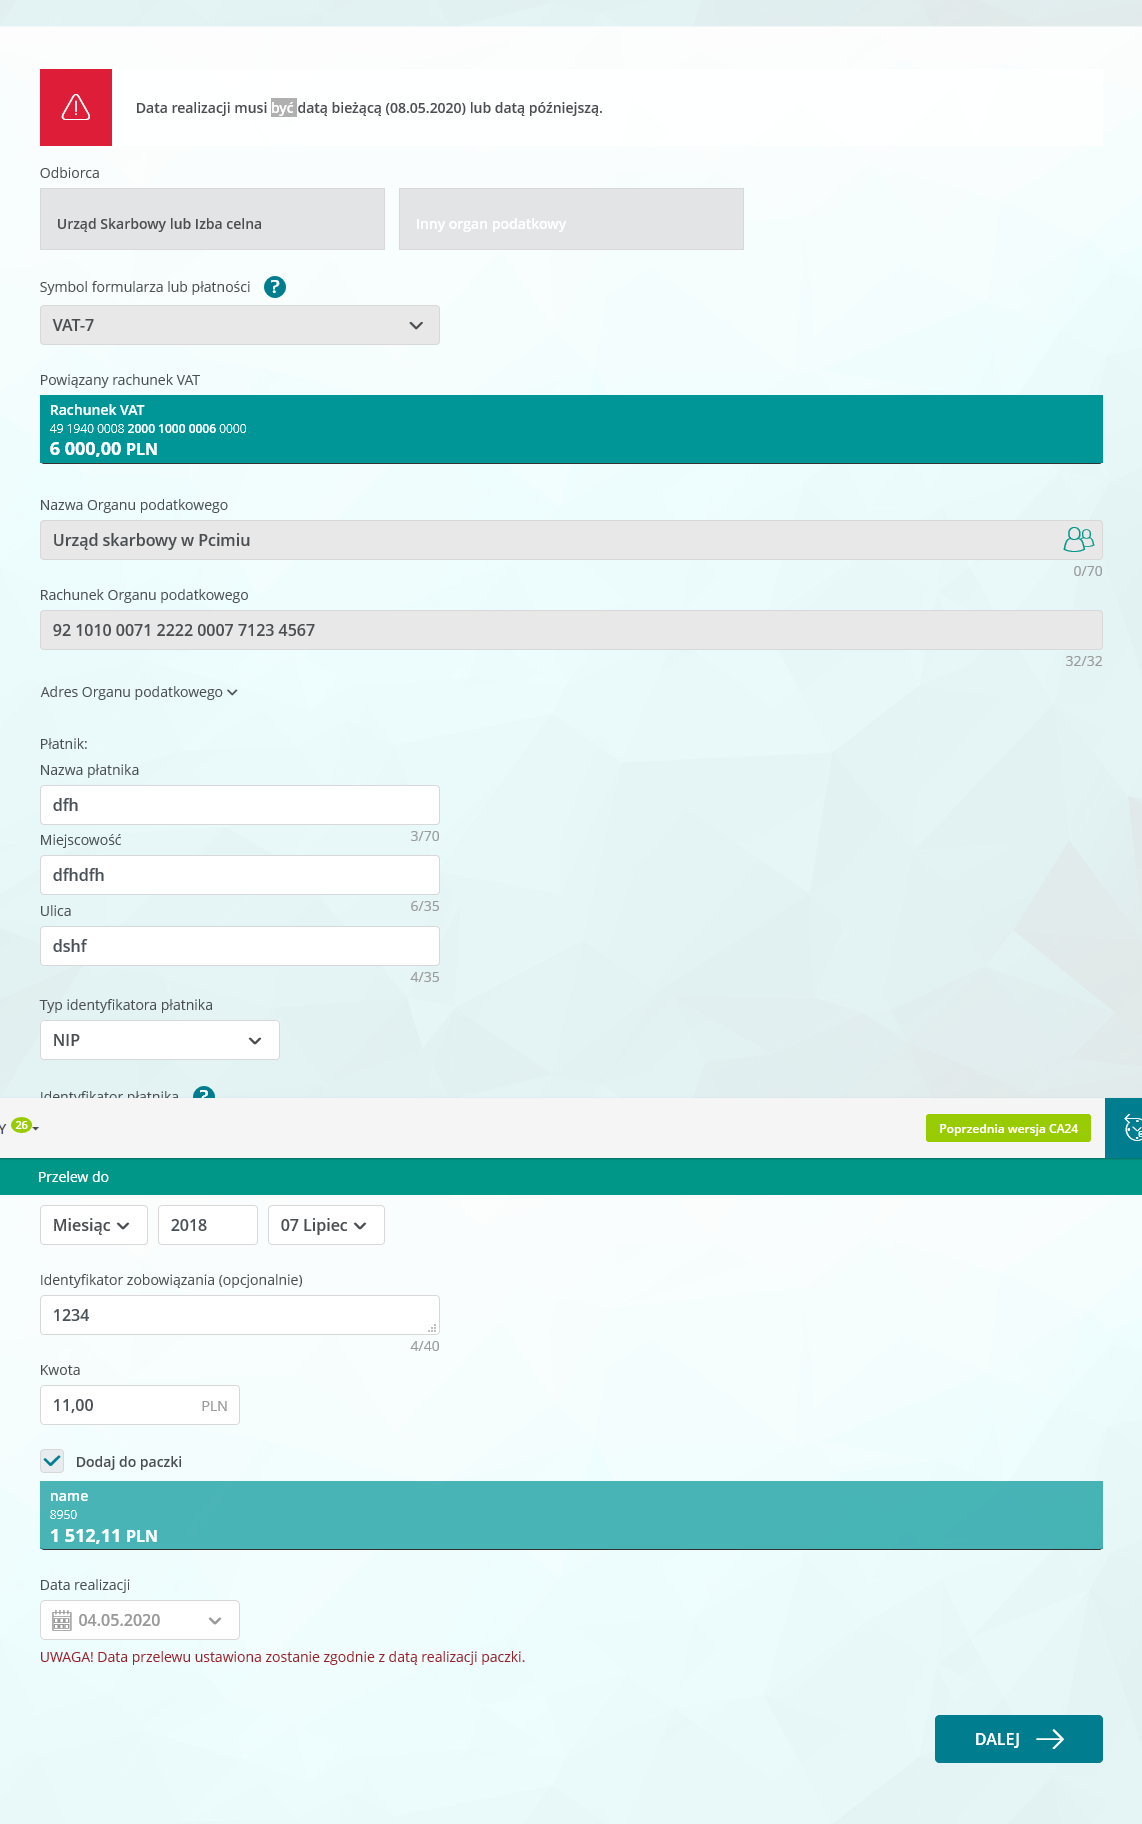 Data realizacji musi być datą bieżącą (08.05.2020) lub datą późniejszą.
Odbiorca
Urząd Skarbowy lub Izba celna
Inny organ podatkowy
Symbol formularza lub płatności ?
VAT-7
Powiązany rachunek VAT
Rachunek VAT
49 1940 0008 2000 1000 0006 0000
6 000,00 PLN
Nazwa Organu podatkowego
Urząd skarbowy w Pcimiu
0/70
Rachunek Organu podatkowego
92 1010 0071 2222 0007 7123 4567
32/32
Adres Organu podatkowego
Płatnik:
Nazwa płatnika
dfh
3/70
Miejscowość
dfhdfh
6/35
Ulica
dshf
4/35
Typ identyfikatora płatnika
NIP
Identyfikator płatnika ?
Y 26
Poprzednia wersja CA24
Przelew do
Miesiąc
2018
07 Lipiec
Identyfikator zobowiązania (opcjonalnie)
1234
4/40
Kwota
11,00 PLN
Dodaj do paczki
name
8950
1 512,11 PLN
Data realizacji
04.05.2020
UWAGA! Data przelewu ustawiona zostanie zgodnie z datą realizacji paczki.
DALEJ